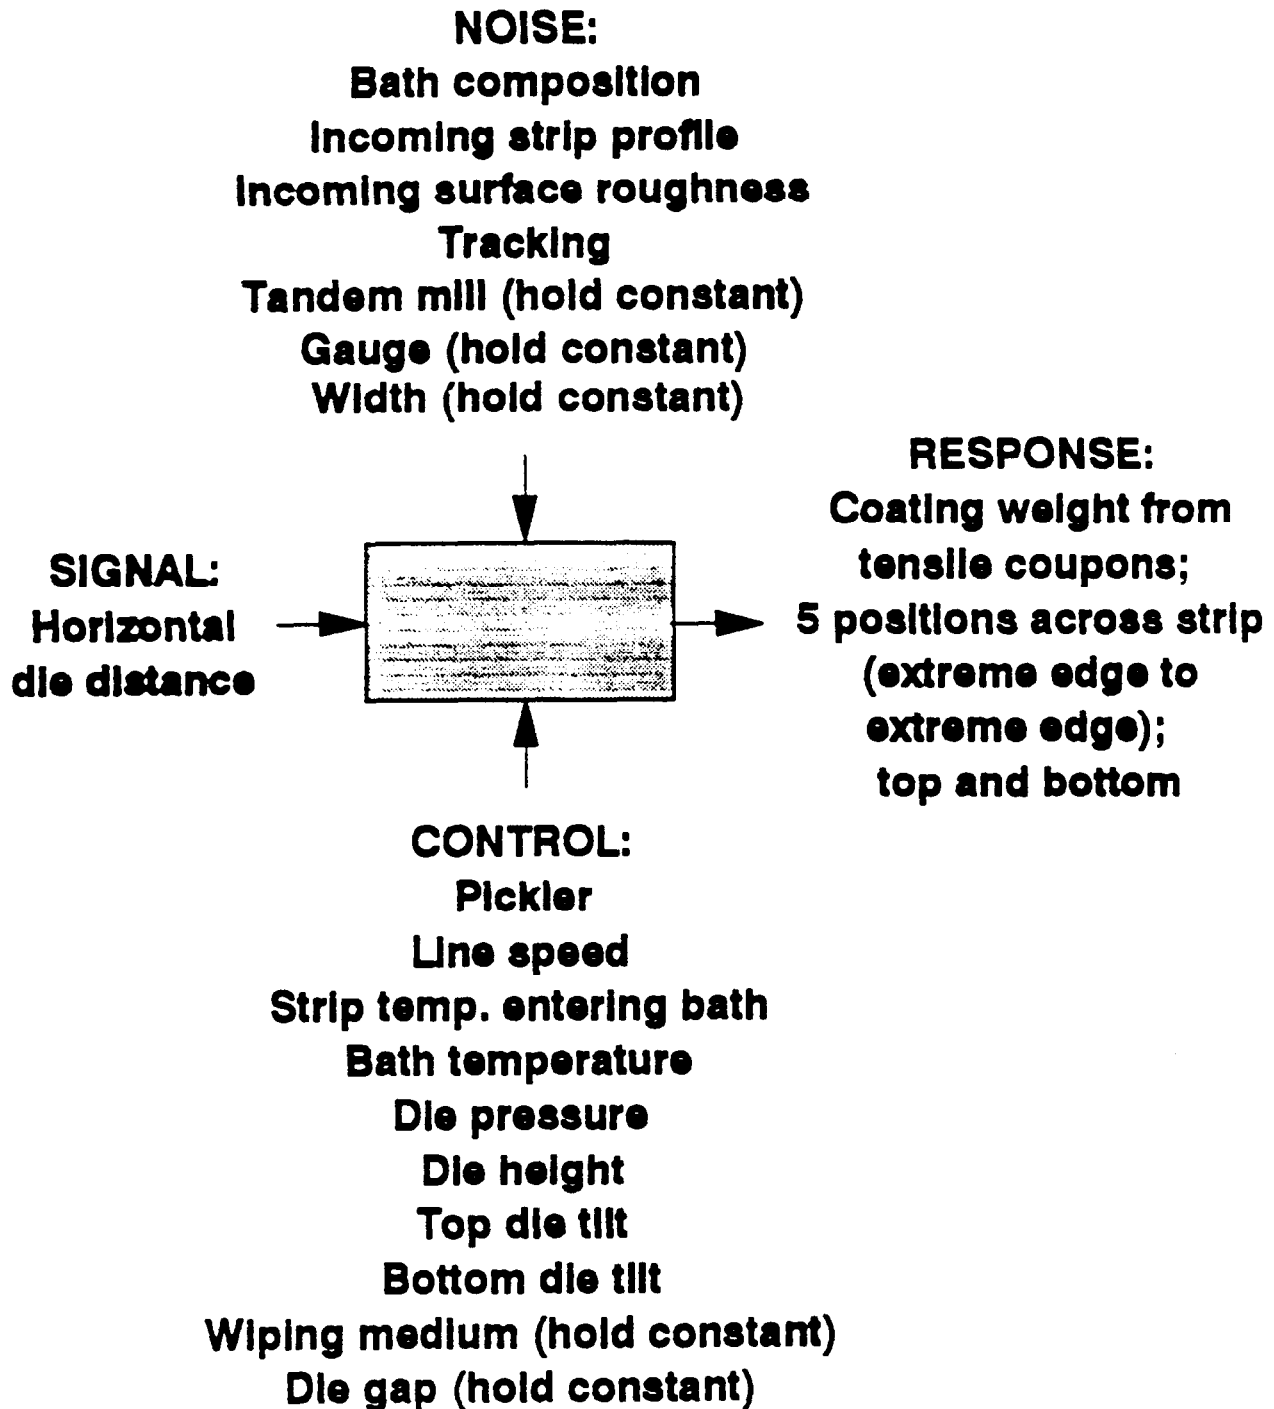 NOISE:
Bath composition
Incoming strip profile
Incoming surface roughness
Tracking
Tandem mill (hold constant)
Gauge (hold constant)
Width (hold constant)
SIGNAL:
Horizontal
die distance
RESPONSE:
Coating weight from
tensile coupons;
5 positions across strip
(extreme edge to
extreme edge);
top and bottom
CONTROL:
Pickler
Line speed
Strip temp. entering bath
Bath temperature
Die pressure
Die height
Top die tilt
Bottom die tilt
Wiping medium (hold constant)
Die gap (hold constant)